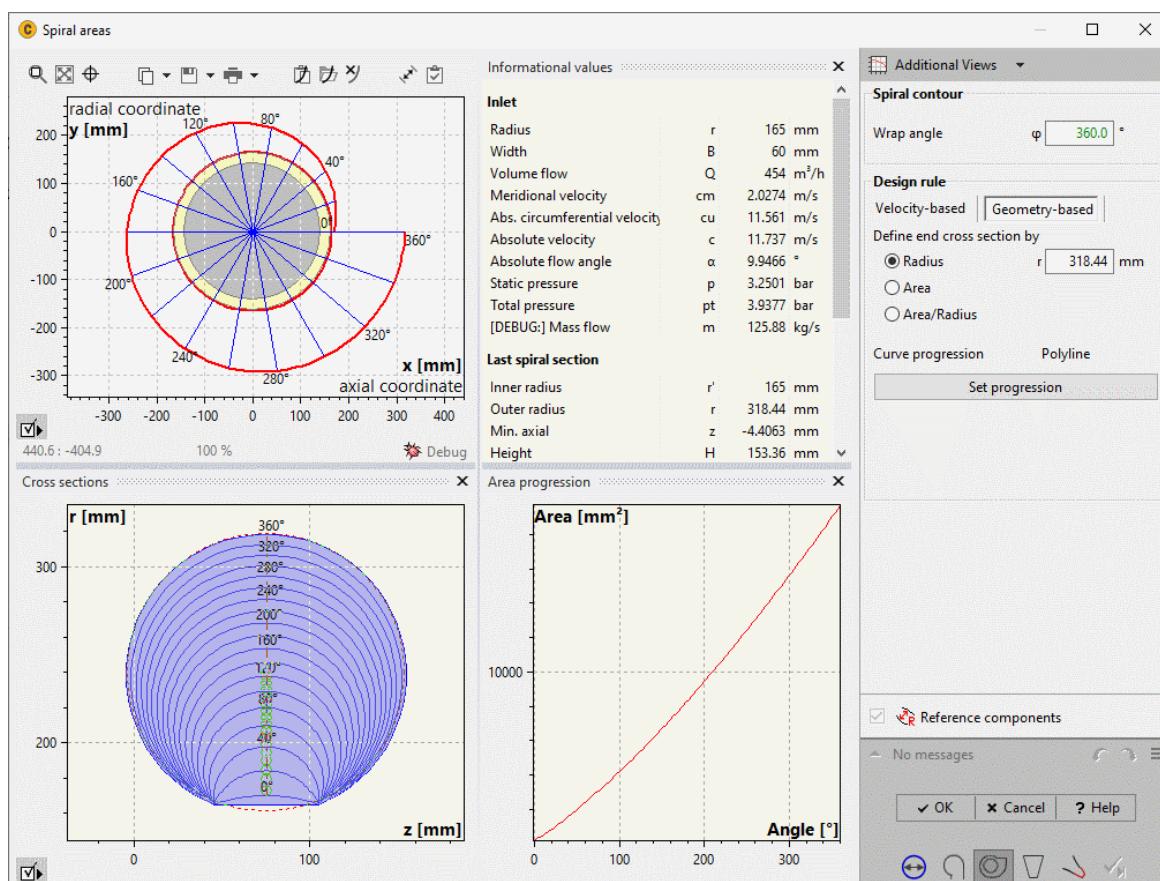 Spiral areas
radial coordinate
y [mm]
120°
80°
200
160°
40°
100
0°
0
360°
-100
200°
-200
320°
240°
x [mm]
-300
280°
axial coordinate
-300 -200 -100 0 100 200 300 400
440.6 : -404.9 100 % Debug
Informational values
Inlet
Radius r 165 mm
Width B 60 mm
Volume flow Q 454 m³/h
Meridional velocity cm 2.0274 m/s
Abs. circumferential velocity cu 11.561 m/s
Absolute velocity c 11.737 m/s
Absolute flow angle α 9.9466 °
Static pressure p 3.2501 bar
Total pressure pt 3.9377 bar
[DEBUG:] Mass flow m 125.88 kg/s
Last spiral section
Inner radius r' 165 mm
Outer radius r 318.44 mm
Min. axial z -4.4063 mm
Height H 153.36 mm
Additional Views
Spiral contour
Wrap angle φ 360.0 °
Design rule
Velocity-based Geometry-based
Define end cross section by
Radius r 318.44 mm
Area
Area/Radius
Curve progression Polyline
Set progression
Cross sections
r [mm]
360°
320°
300
280°
240°
200°
160°
120°
80°
200
40°
0°
z [mm]
0 100
Area progression
Area [mm²]
10000
Angle [°]
0 100 200 300
Reference components
No messages
OK Cancel ? Help